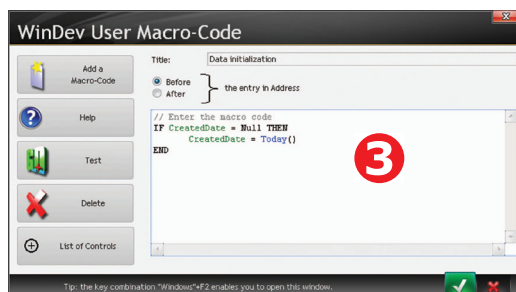 WinDev User Macro-Code
Add a
Macro-Code
Help
Test
Delete
List of Controls
Title: Data initialization
Before
After
the entry in Address
// Enter the macro code
IF CreatedDate = Null THEN
CreatedDate = Today()
END
3
Tip: the key combination "Windows"+F2 enables you to open this window.